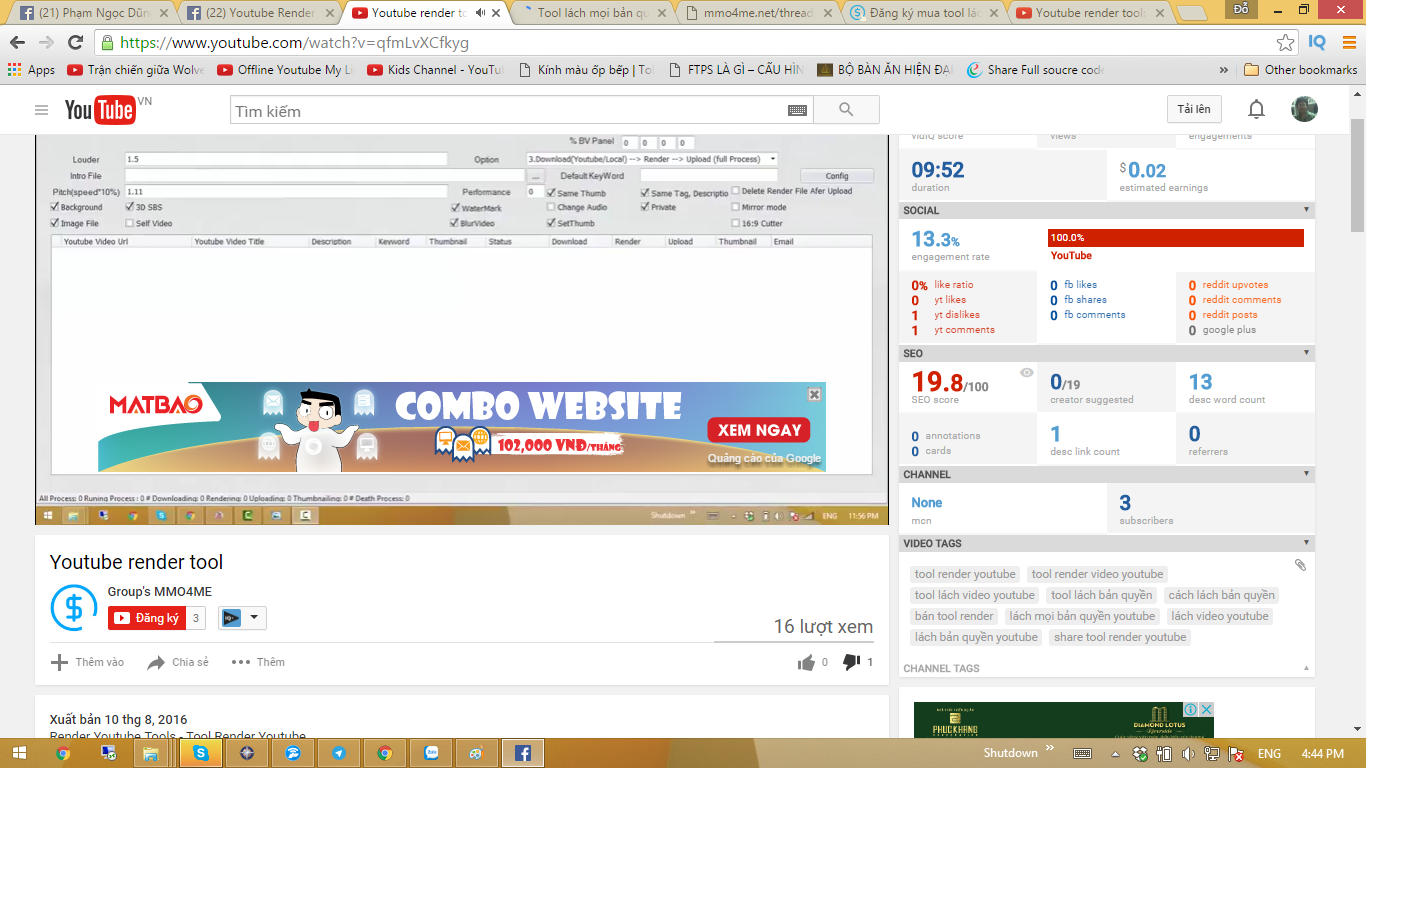 (21) Phạm Ngọc Dũn
(22) Youtube Render
Youtube render to
Tool lách mọi bản qu
mmo4me.net/thread
Đăng ký mua tool lác
Youtube render tool
Đỗ
https://www.youtube.com/watch?v=qfmLvXCfkyg
IQ
Apps
Trận chiến giữa Wolve
Offline Youtube My Li
Kids Channel - YouTu
Kính màu ốp bếp | Tol
FTPS LÀ GÌ – CẤU HÌN
BỘ BÀN ĂN HIỆN ĐẠI
Share Full soucre code
»
Other bookmarks
YouTube VN
Tìm kiếm
Tải lên
% BV Panel 0 0 0 0
Louder 1.5 Option 3.Download(Youtube/Local) --> Render --> Upload (full Process)
Intro File ... Default KeyWord Config
Pitch(speed*10%) 1.11 Performance 0 Same Thumb Same Tag, Descriptio Delete Render File Afer Upload
Background 3D SBS WaterMark Change Audio Private Mirror mode
Image File Self Video BlurVideo SetThumb 16:9 Cutter
Youtube Video Url Youtube Video Title Description Keyword Thumbnail Status Download Render Upload Thumbnail Email
MATBAO
COMBO WEBSITE
102,000 VNĐ/THÁNG
XEM NGAY
Quảng cáo của Google
All Process: 0 Runing Process : 0 # Downloading: 0 Rendering: 0 Uploading: 0 Thumbnailing: 0 # Death Process: 0
Shutdown » ENG 11:56 PM
Youtube render tool
Group's MMO4ME
Đăng ký 3
16 lượt xem
Thêm vào
Chia sẻ
Thêm
0
1
Xuất bản 10 thg 8, 2016
Render Youtube Tools - Tool Render Youtube
vidIQ score
views
engagements
09:52
duration
$0.02
estimated earnings
SOCIAL
13.3%
engagement rate
100.0%
YouTube
0% like ratio
0 yt likes
1 yt dislikes
1 yt comments
0 fb likes
0 fb shares
0 fb comments
0 reddit upvotes
0 reddit comments
0 reddit posts
0 google plus
SEO
19.8/100
SEO score
0/19
creator suggested
13
desc word count
0 annotations
0 cards
1
desc link count
0
referrers
CHANNEL
None
mcn
3
subscribers
VIDEO TAGS
tool render youtube
tool render video youtube
tool lách video youtube
tool lách bản quyền
cách lách bản quyền
bán tool render
lách mọi bản quyền youtube
lách video youtube
lách bản quyền youtube
share tool render youtube
CHANNEL TAGS
PHUCKHANG
DIAMOND LOTUS
Shutdown »
ENG
4:44 PM